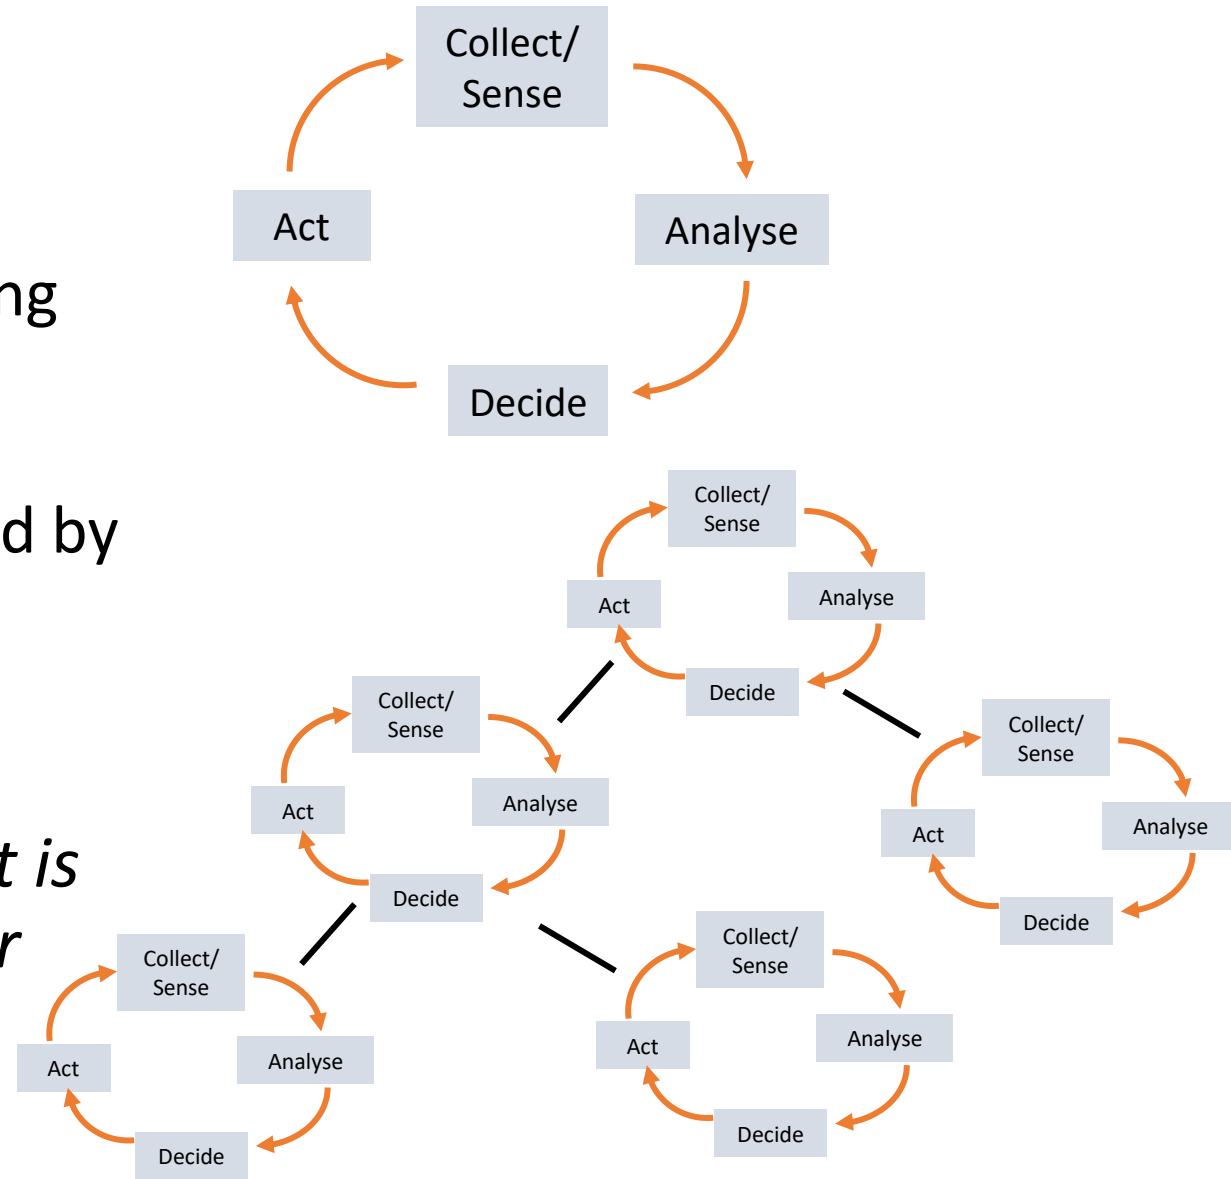 Collect/
Sense
Act
Analyse
ng
Decide
Collect/
Sense
d by
Act
Analyse
Decide
Collect/
Sense
Collect/
Sense
Act
Analyse
Act
Analyse
t is
Decide
Decide
r
Collect/
Sense
Collect/
Sense
Act
Analyse
Act
Analyse
Decide
Decide